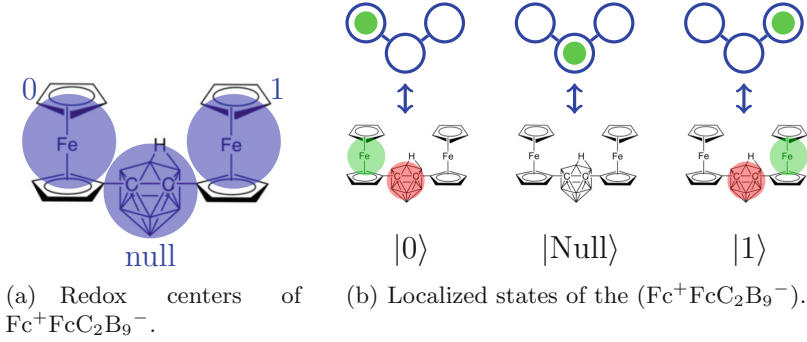 0 1
Fe Fe
H
C C
null
(a) Redox centers of
Fc⁺FcC₂B₉⁻.
Fe Fe
H
C C
|0⟩
Fe Fe
H
C C
|Null⟩
Fe Fe
H
C C
|1⟩
(b) Localized states of the (Fc⁺FcC₂B₉⁻).